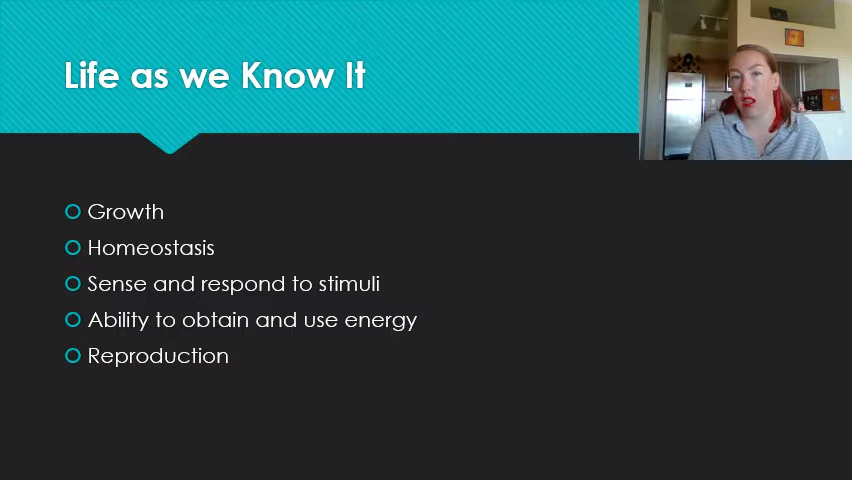 Life as we Know It
Growth
Homeostasis
Sense and respond to stimuli
Ability to obtain and use energy
Reproduction